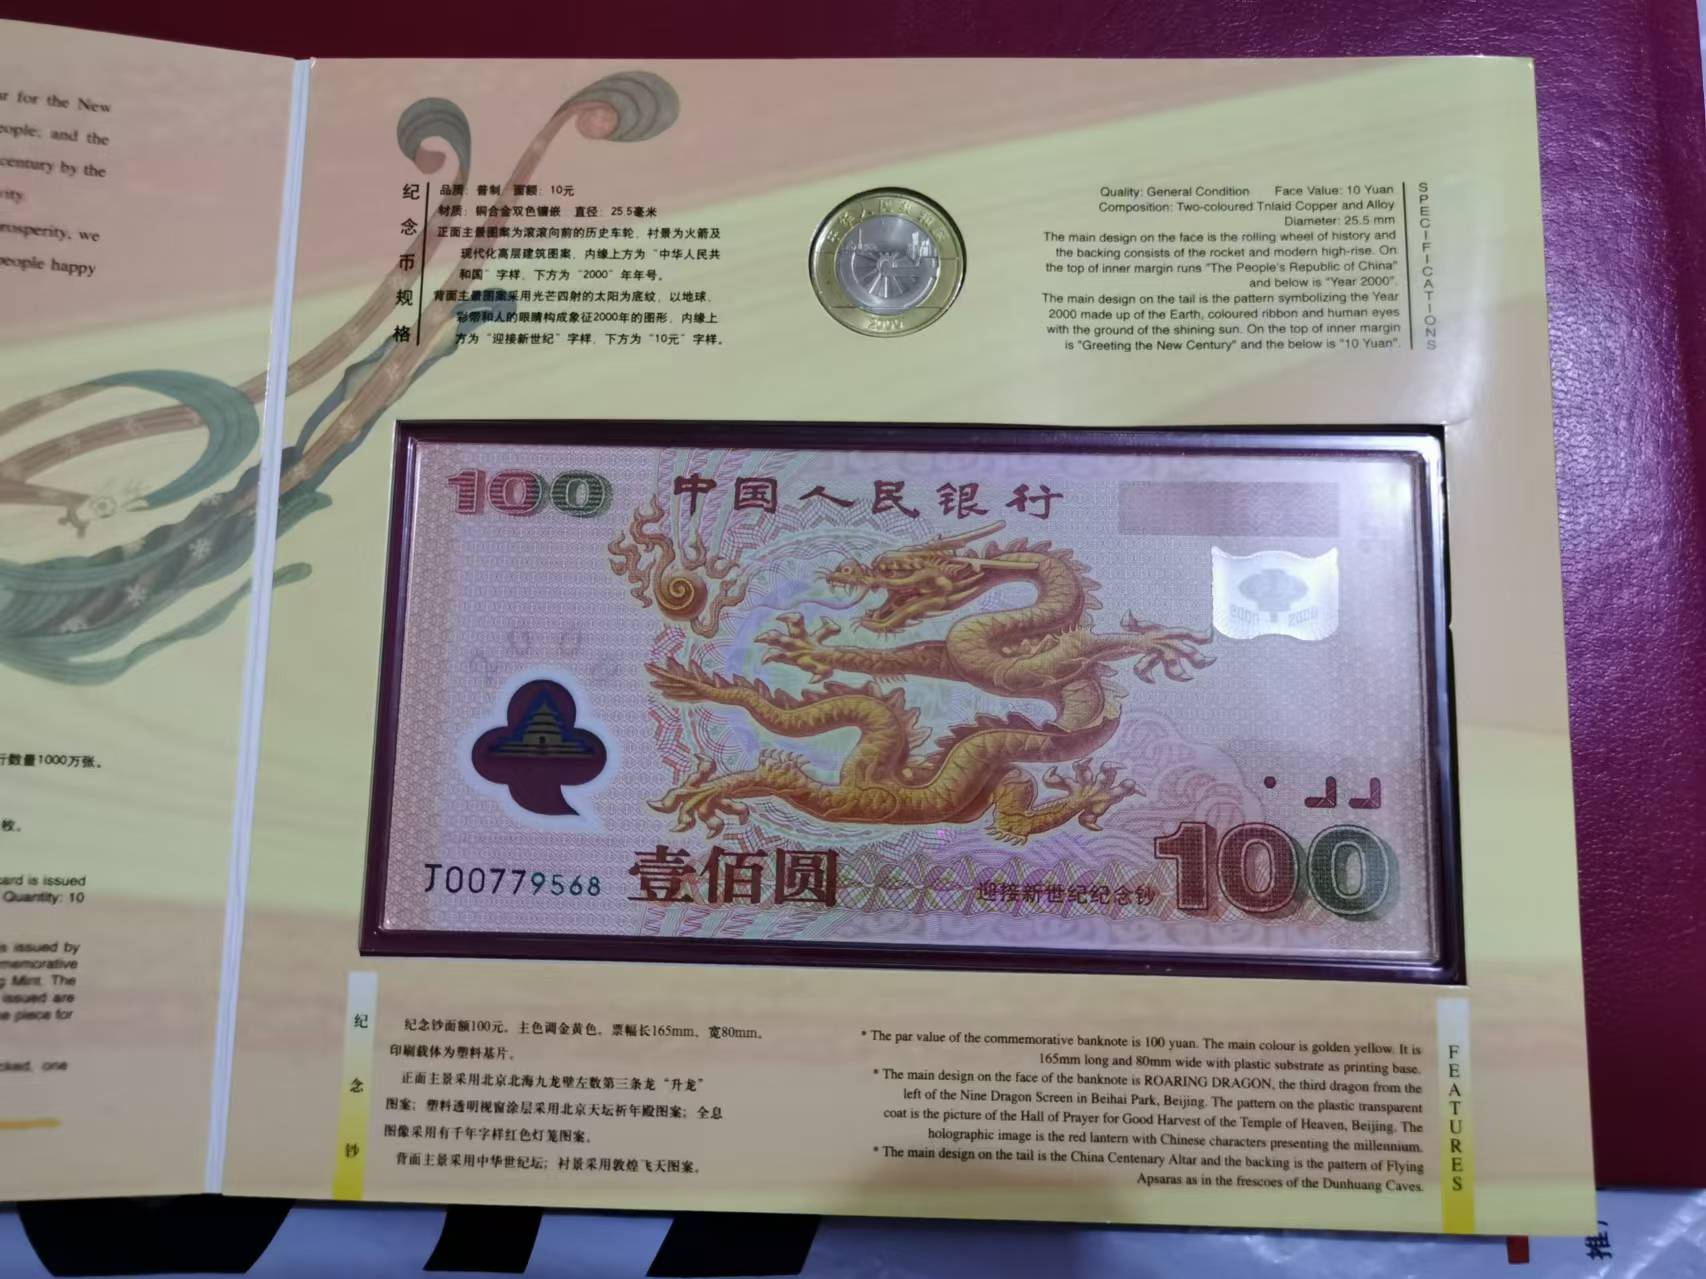 r for the New
eople; and the
century by the
vity.
rosperity, we
people happy
行数量1000万张。
枚。
ard is issued
Quantity: 10
s issued by
memorative
g Mint. The
issued are
e piece for
cked, one
纪念币规格
品质：普制 面额：10元
材质：铜合金双色镶嵌 直径：25.5毫米
正面主景图案为滚滚向前的历史车轮，衬景为火箭及
现代化高层建筑图案，内缘上方为“中华人民共
和国”字样，下方为“2000”年年号。
背面主景图案采用光芒四射的太阳为底纹，以地球、
彩带和人的眼睛构成象征2000年的图形，内缘上
方为“迎接新世纪”字样，下方为“10元”字样。
中华人民共和国
2000
Quality: General Condition Face Value: 10 Yuan
Composition: Two-coloured Tnlaid Copper and Alloy
Diameter: 25.5 mm
The main design on the face is the rolling wheel of history and
the backing consists of the rocket and modern high-rise. On
the top of inner margin runs "The People's Republic of China"
and below is "Year 2000".
The main design on the tail is the pattern symbolizing the Year
2000 made up of the Earth, coloured ribbon and human eyes
with the ground of the shining sun. On the top of inner margin
is "Greeting the New Century" and the below is "10 Yuan".
SPECIFICATIONS
100
中国人民银行
J00779568
壹佰圆
迎接新世纪纪念钞
100
纪念钞
纪念钞面额100元。主色调金黄色。票幅长165mm、宽80mm。
印刷载体为塑料基片。
正面主景采用北京北海九龙壁左数第三条龙“升龙”
图案；塑料透明视窗涂层采用北京天坛祈年殿图案；全息
图像采用有千年字样红色灯笼图案。
背面主景采用中华世纪坛；衬景采用敦煌飞天图案。
* The par value of the commemorative banknote is 100 yuan. The main colour is golden yellow. It is
165mm long and 80mm wide with plastic substrate as printing base.
* The main design on the face of the banknote is ROARING DRAGON, the third dragon from the
left of the Nine Dragon Screen in Beihai Park, Beijing. The pattern on the plastic transparent
coat is the picture of the Hall of Prayer for Good Harvest of the Temple of Heaven, Beijing. The
holographic image is the red lantern with Chinese characters presenting the millennium.
* The main design on the tail is the China Centenary Altar and the backing is the pattern of Flying
Apsaras as in the frescoes of the Dunhuang Caves.
FEATURES
推广